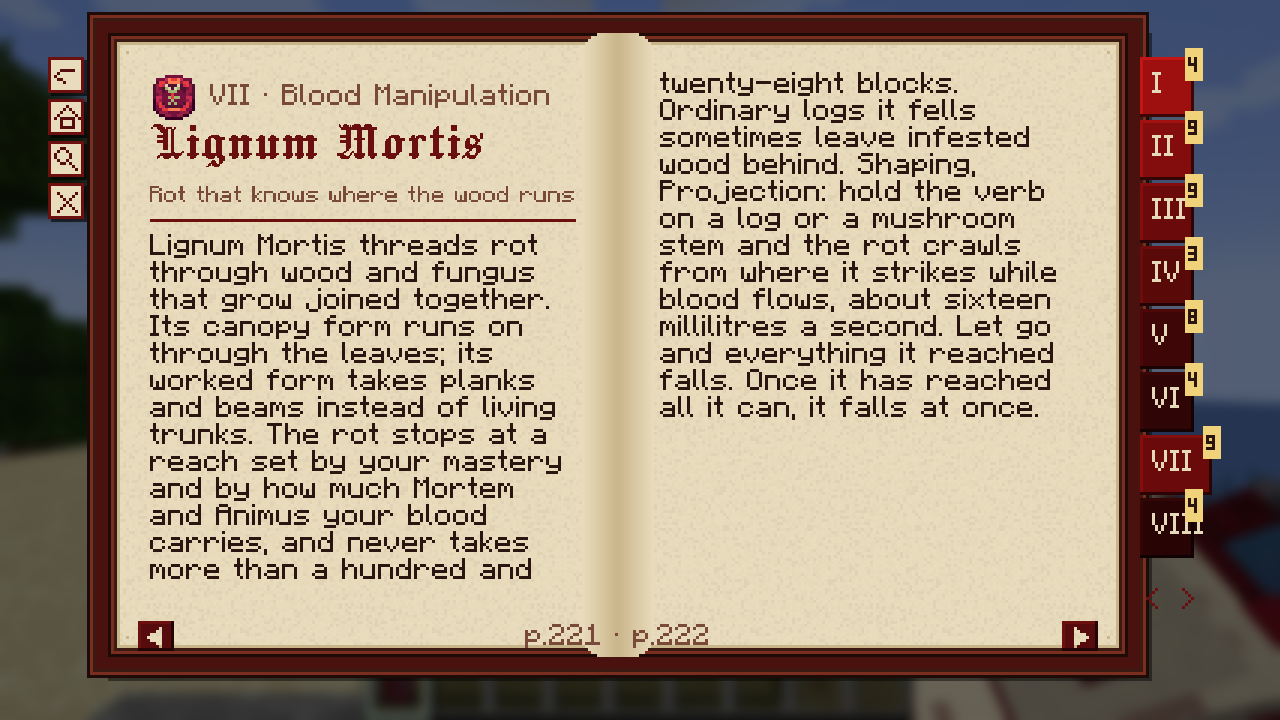 VII · Blood Manipulation
Lignum Mortis
Rot that knows where the wood runs
Lignum Mortis threads rot
through wood and fungus
that grow joined together.
Its canopy form runs on
through the leaves; its
worked form takes planks
and beams instead of living
trunks. The rot stops at a
reach set by your mastery
and by how much Mortem
and Animus your blood
carries, and never takes
more than a hundred and
twenty-eight blocks.
Ordinary logs it fells
sometimes leave infested
wood behind. Shaping,
Projection: hold the verb
on a log or a mushroom
stem and the rot crawls
from where it strikes while
blood flows, about sixteen
millilitres a second. Let go
and everything it reached
falls. Once it has reached
all it can, it falls at once.
p.221 · p.222
I
4
II
9
III
9
IV
3
V
8
VI
4
VII
9
VIII
4